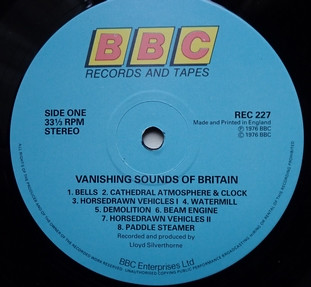 BBC
RECORDS AND TAPES
SIDE ONE
33⅓ RPM
STEREO
REC 227
Made and Printed in England
Ⓟ 1976 BBC
© 1976 BBC
VANISHING SOUNDS OF BRITAIN
1. BELLS 2. CATHEDRAL ATMOSPHERE & CLOCK
3. HORSEDRAWN VEHICLES I 4. WATERMILL
5. DEMOLITION 6. BEAM ENGINE
7. HORSEDRAWN VEHICLES II
8. PADDLE STEAMER
Recorded and produced by
Lloyd Silverthorne
BBC Enterprises Ltd